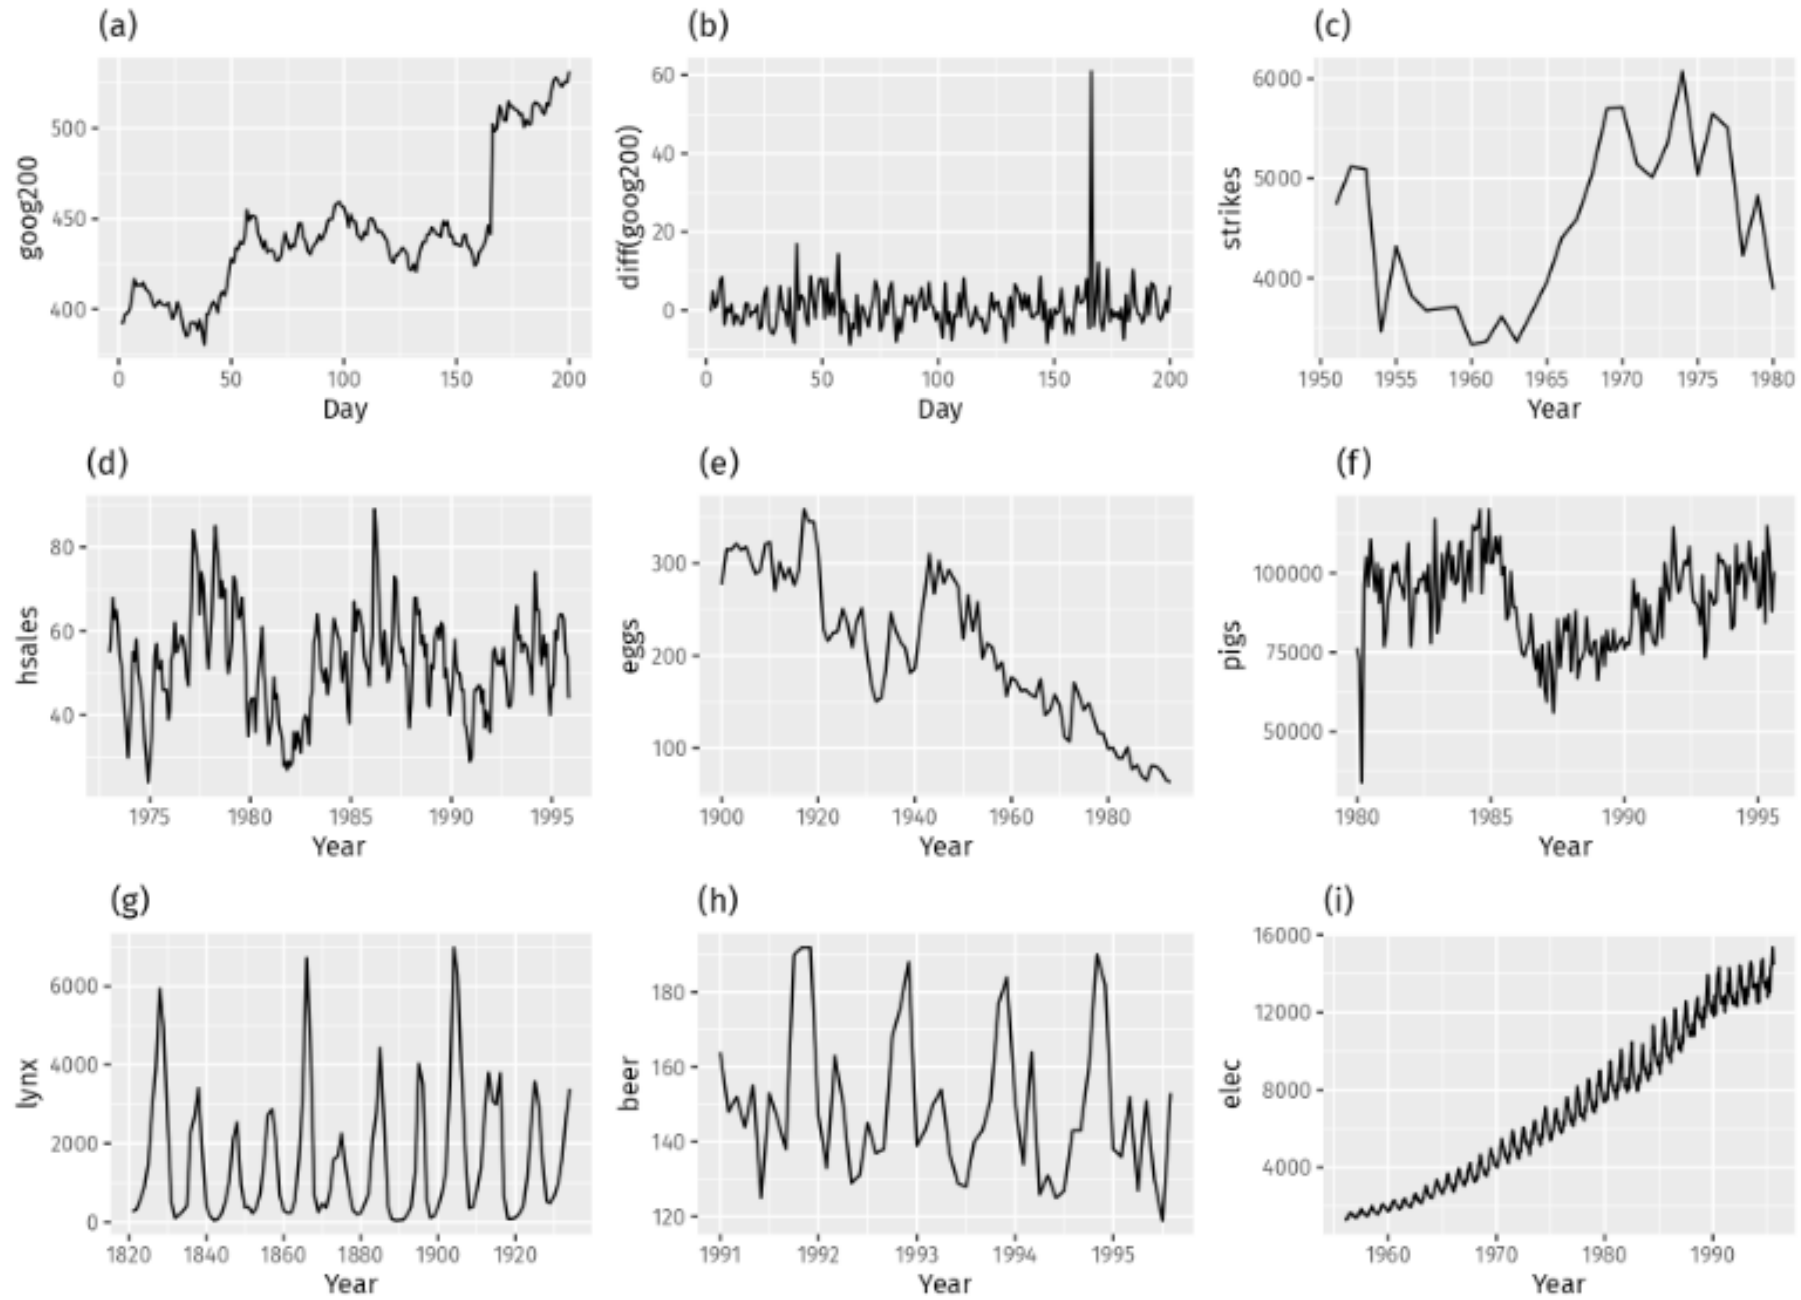 (a)
goog200
500
450
400
0 50 100 150 200
Day
(b)
diff(goog200)
60
40
20
0
0 50 100 150 200
Day
(c)
strikes
6000
5000
4000
1950 1955 1960 1965 1970 1975 1980
Year
(d)
hsales
80
60
40
1975 1980 1985 1990 1995
Year
(e)
eggs
300
200
100
1900 1920 1940 1960 1980
Year
(f)
pigs
100000
75000
50000
1980 1985 1990 1995
Year
(g)
lynx
6000
4000
2000
0
1820 1840 1860 1880 1900 1920
Year
(h)
beer
180
160
140
120
1991 1992 1993 1994 1995
Year
(i)
elec
16000
12000
8000
4000
1960 1970 1980 1990
Year